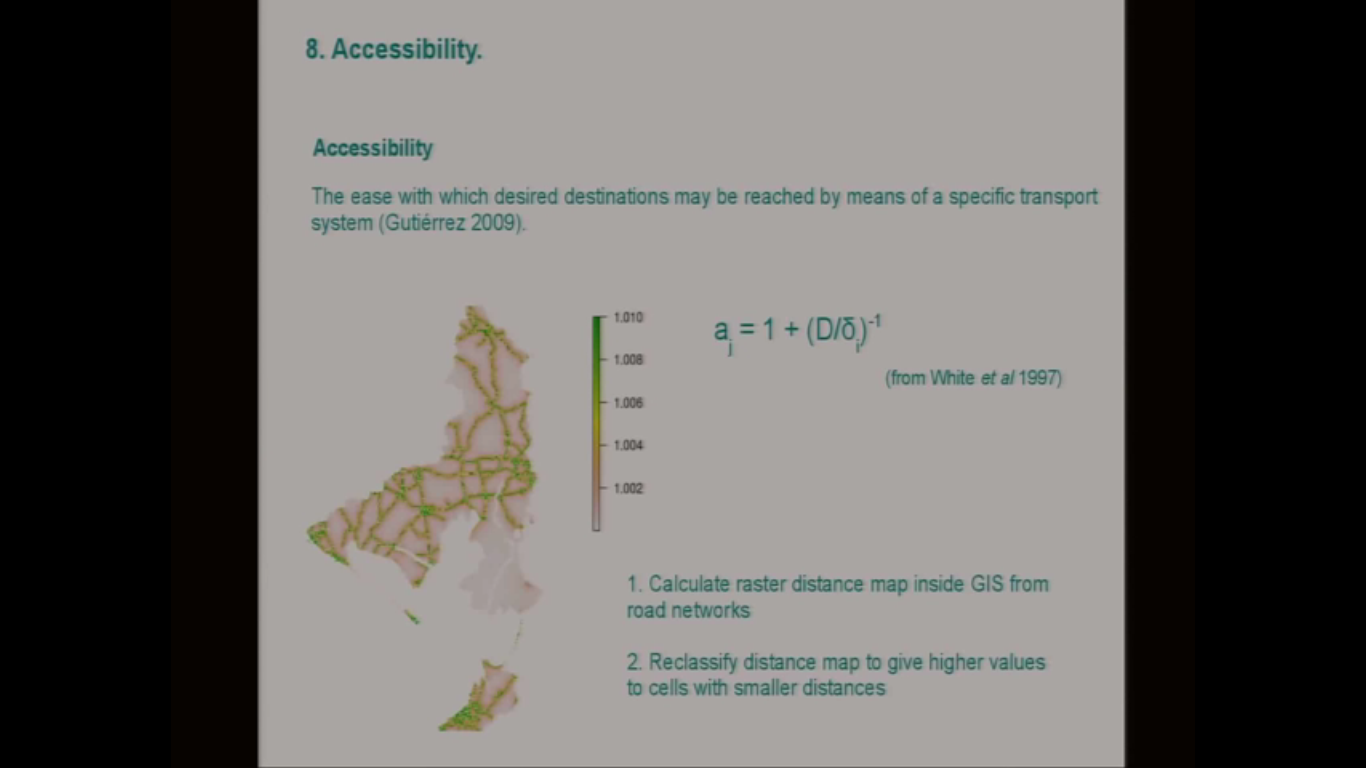 8. Accessibility.
Accessibility
The ease with which desired destinations may be reached by means of a specific transport
system (Gutiérrez 2009).
1.010
1.008
1.006
1.004
1.002
aj = 1 + (D/δi)-1
(from White et al 1997)
1. Calculate raster distance map inside GIS from
road networks
2. Reclassify distance map to give higher values
to cells with smaller distances